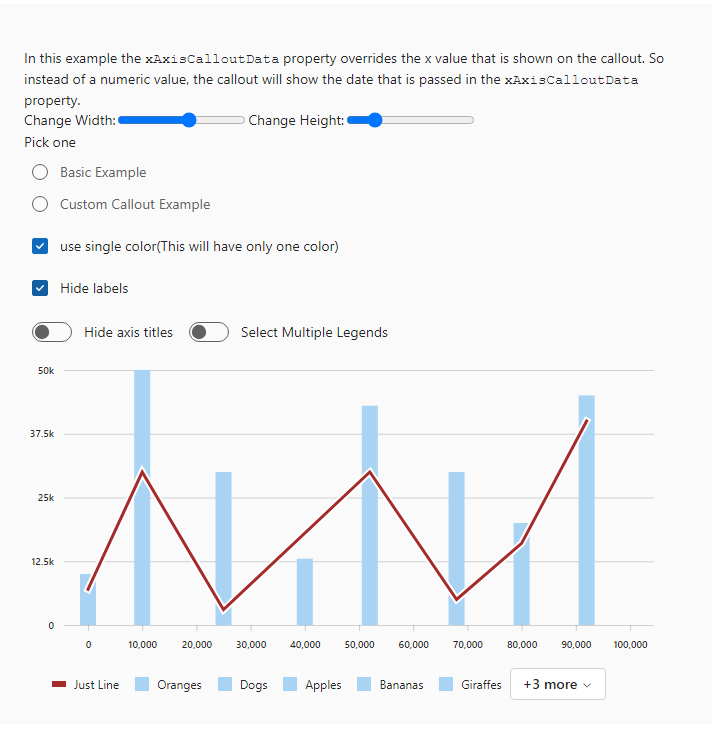 In this example the xAxisCalloutData property overrides the x value that is shown on the callout. So
instead of a numeric value, the callout will show the date that is passed in the xAxisCalloutData
property.
Change Width: Change Height:
Pick one
Basic Example
Custom Callout Example
use single color(This will have only one color)
Hide labels
Hide axis titles Select Multiple Legends
50k
37.5k
25k
12.5k
0
0 10,000 20,000 30,000 40,000 50,000 60,000 70,000 80,000 90,000 100,000
Just Line Oranges Dogs Apples Bananas Giraffes +3 more